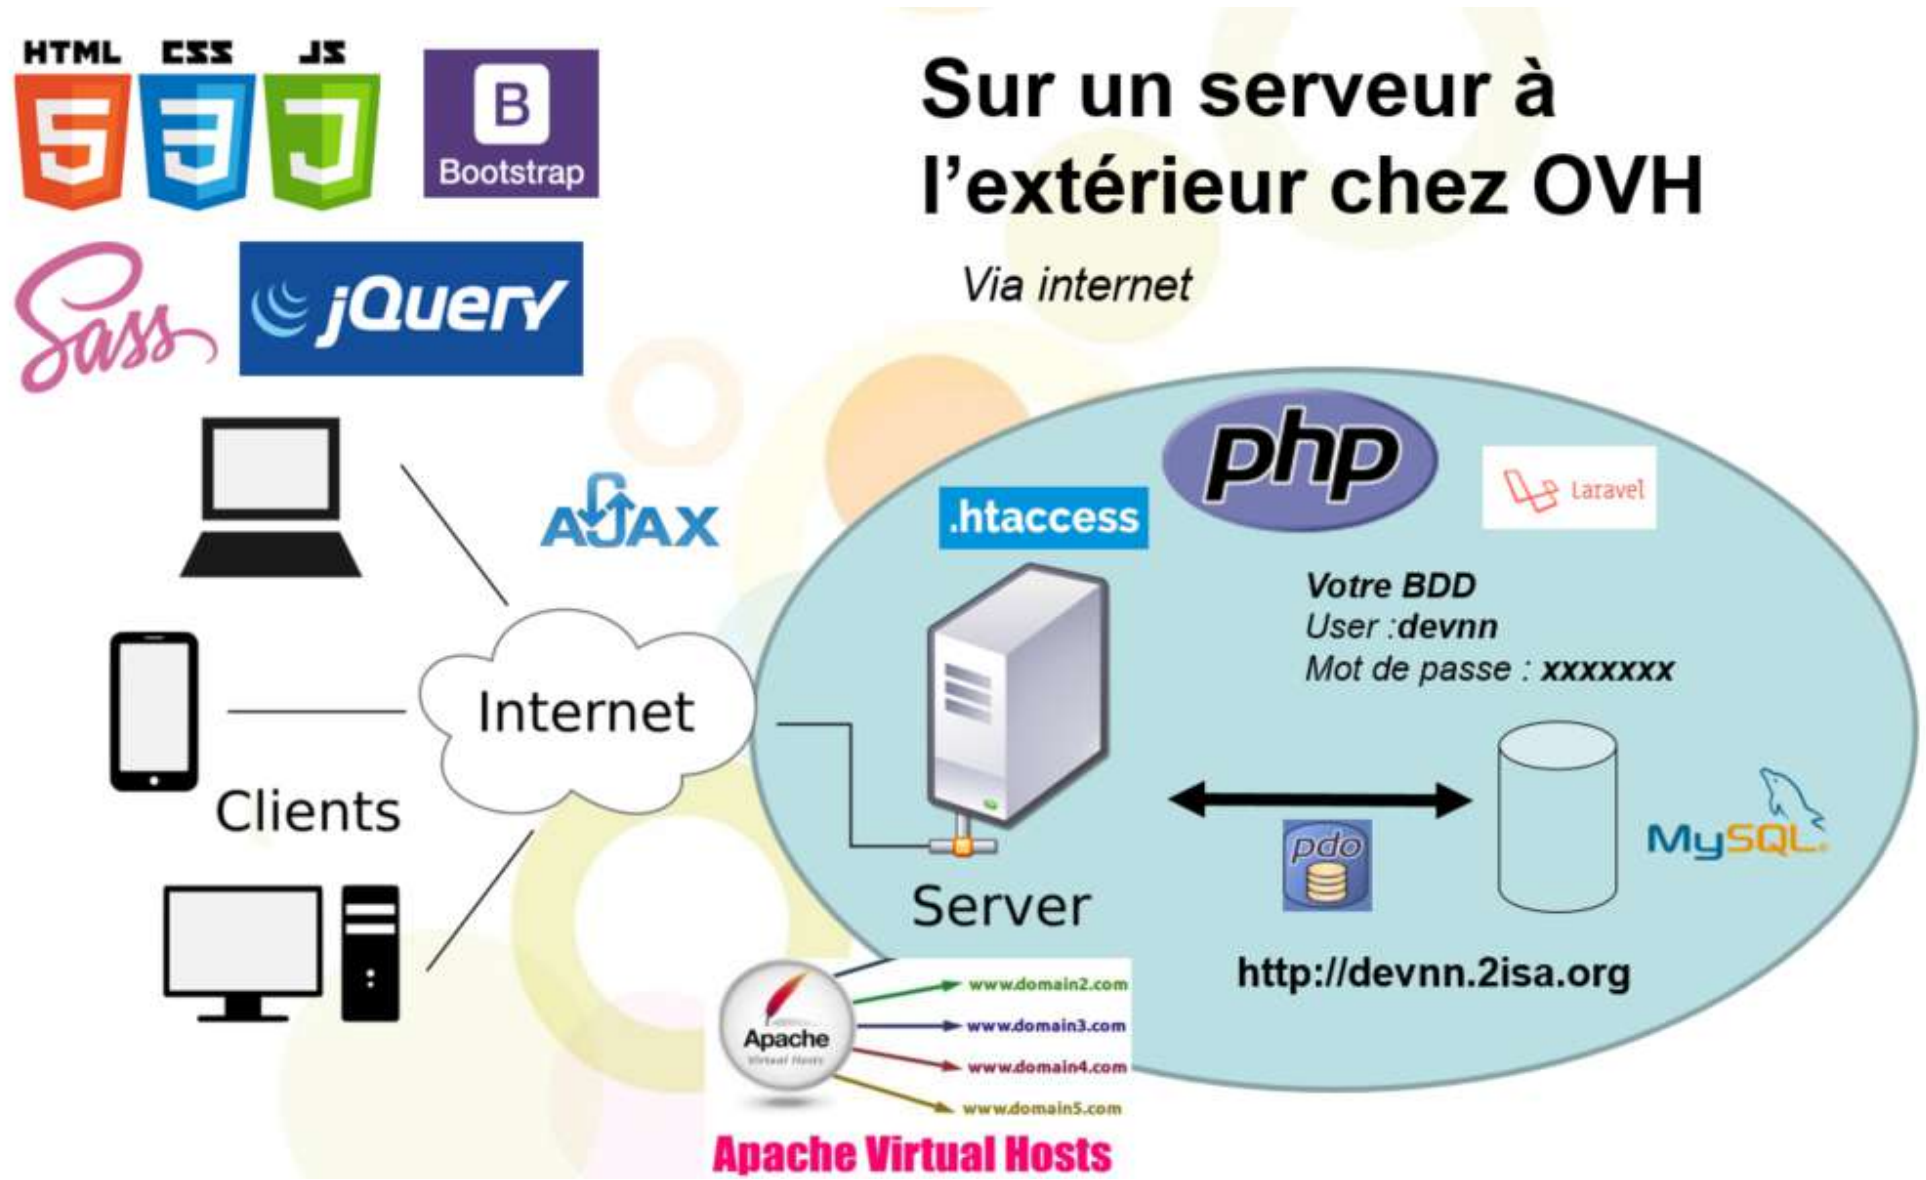 HTML CSS JS
B
Bootstrap
Sur un serveur à
l'extérieur chez OVH
Via internet
Sass
jQuery
AJAX
.htaccess
php
Laravel
Votre BDD
User :devnn
Mot de passe : xxxxxxx
Internet
Clients
pdo
MySQL
Server
http://devnn.2isa.org
www.domain2.com
www.domain3.com
Apache
Virtual Hosts
www.domain4.com
www.domain5.com
Apache Virtual Hosts